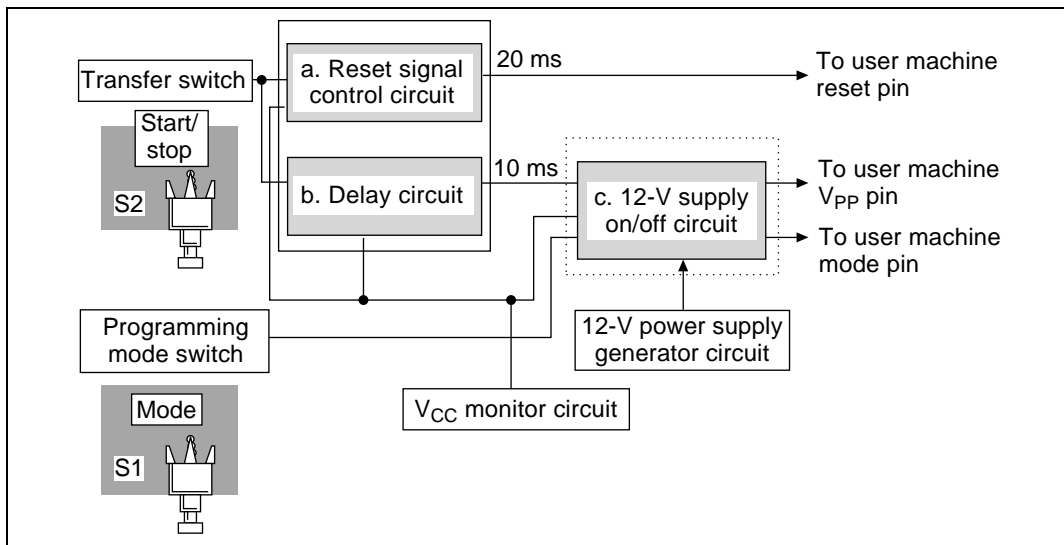 Transfer switch
Start/
stop
S2
a. Reset signal
control circuit
20 ms
To user machine
reset pin
b. Delay circuit
10 ms
c. 12-V supply
on/off circuit
To user machine
VPP pin
To user machine
mode pin
Programming
mode switch
12-V power supply
generator circuit
VCC monitor circuit
Mode
S1